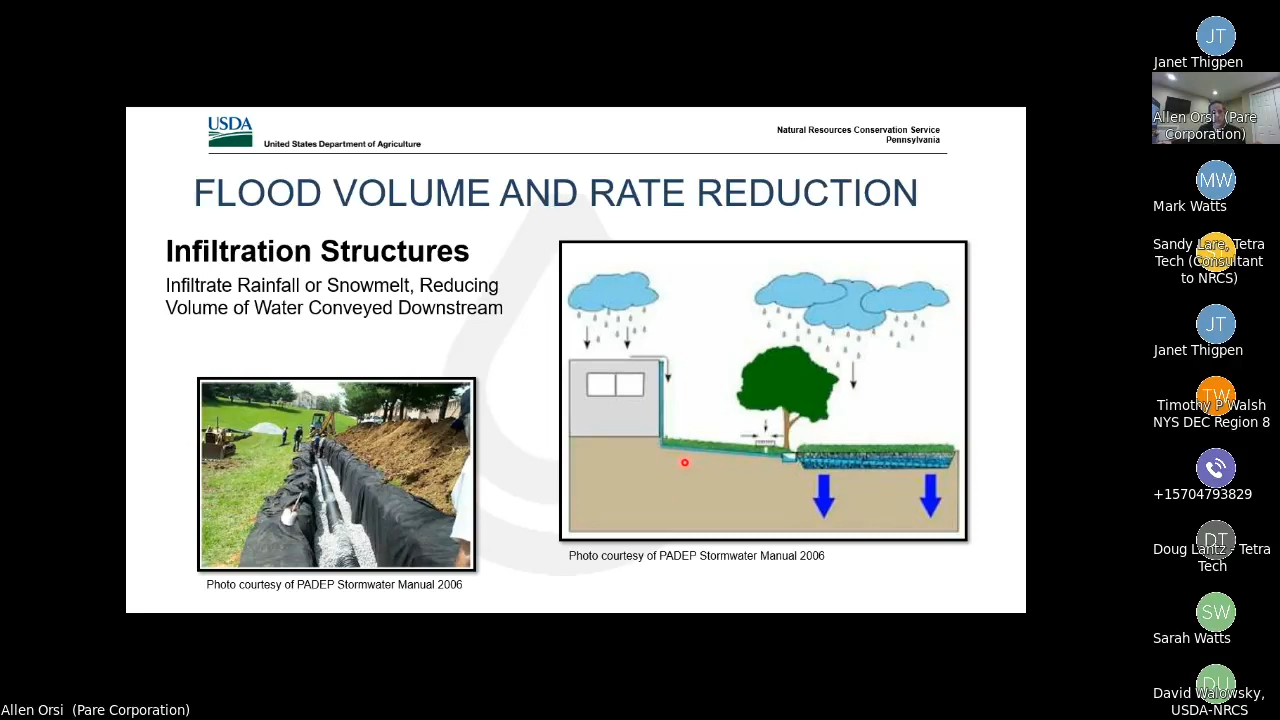 USDA
United States Department of Agriculture
Natural Resources Conservation Service
Pennsylvania
FLOOD VOLUME AND RATE REDUCTION
Infiltration Structures
Infiltrate Rainfall or Snowmelt, Reducing
Volume of Water Conveyed Downstream
Photo courtesy of PADEP Stormwater Manual 2006
Photo courtesy of PADEP Stormwater Manual 2006
JT
Janet Thigpen
Allen Orsi (Pare
Corporation)
MW
Mark Watts
Sandy Lare, Tetra
Tech (Consultant
to NRCS)
JT
Janet Thigpen
TW
Timothy P Walsh
NYS DEC Region 8
+15704793829
DT
Doug Lantz - Tetra
Tech
SW
Sarah Watts
DU
David Walowsky,
USDA-NRCS
Allen Orsi (Pare Corporation)